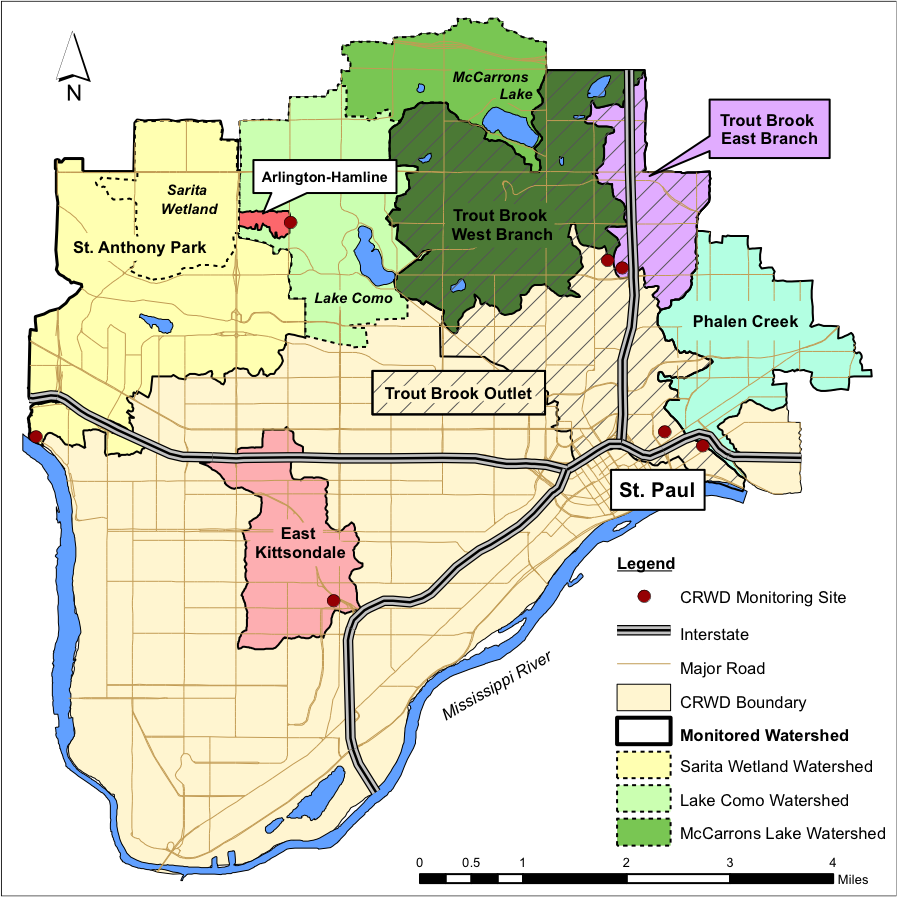 N
McCarrons
Lake
Trout Brook
East Branch
Arlington-Hamline
Sarita
Wetland
Trout Brook
West Branch
St. Anthony Park
Lake Como
Phalen Creek
Trout Brook Outlet
St. Paul
East
Kittsondale
Mississippi River
Legend
CRWD Monitoring Site
Interstate
Major Road
CRWD Boundary
Monitored Watershed
Sarita Wetland Watershed
Lake Como Watershed
McCarrons Lake Watershed
0 0.5 1 2 3 4
Miles